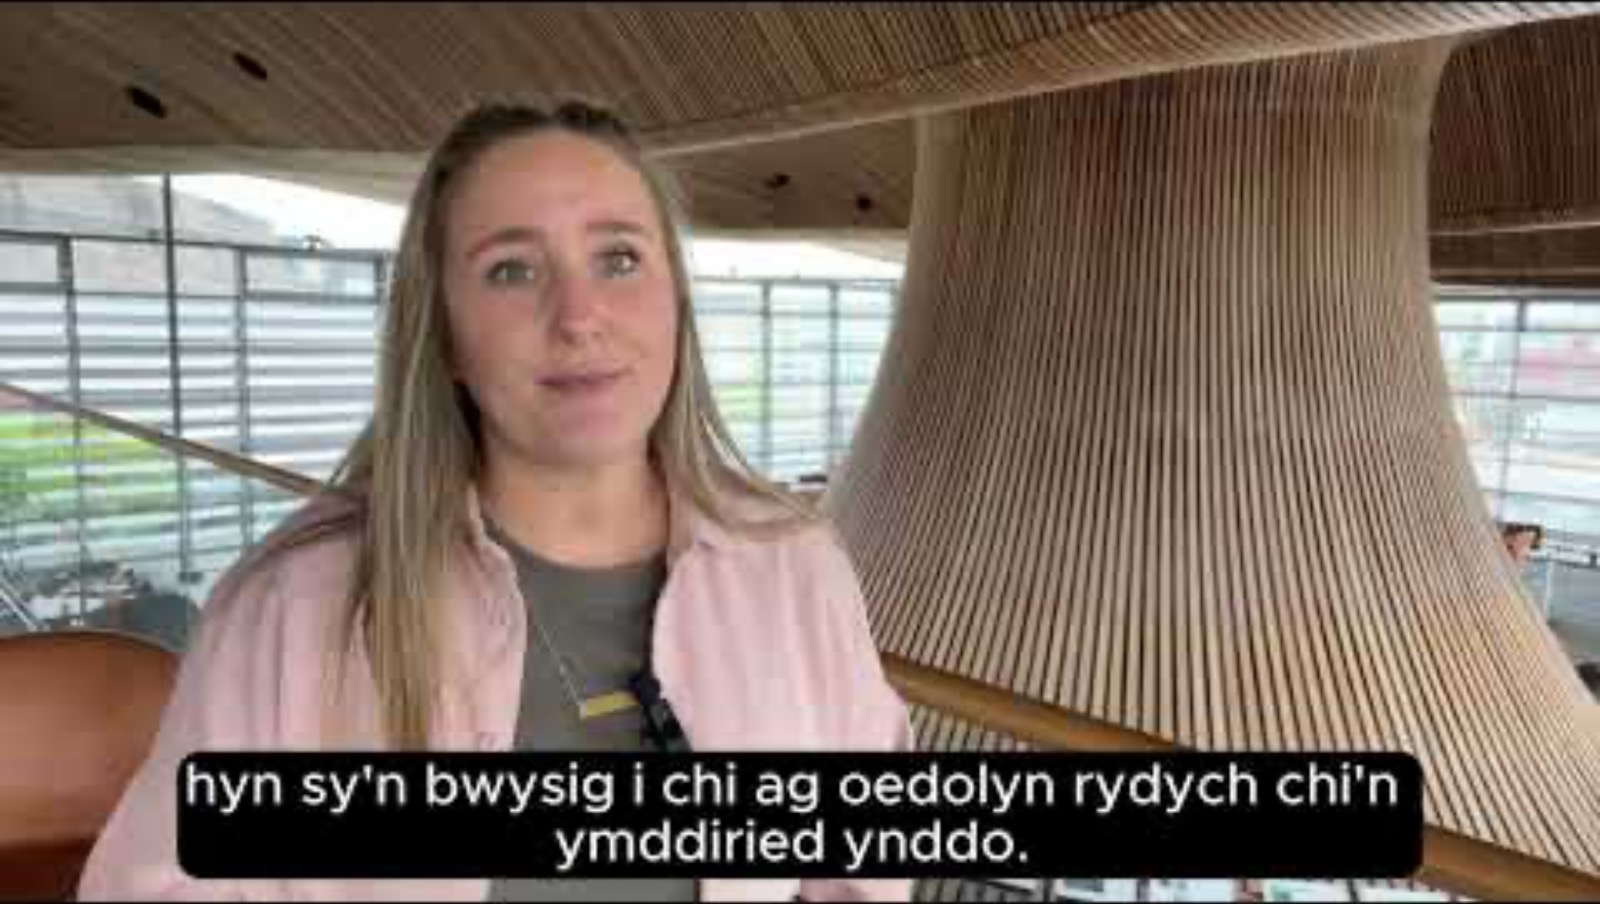 hyn sy'n bwysig i chi ag oedolyn rydych chi'n
ymddiried ynddo.